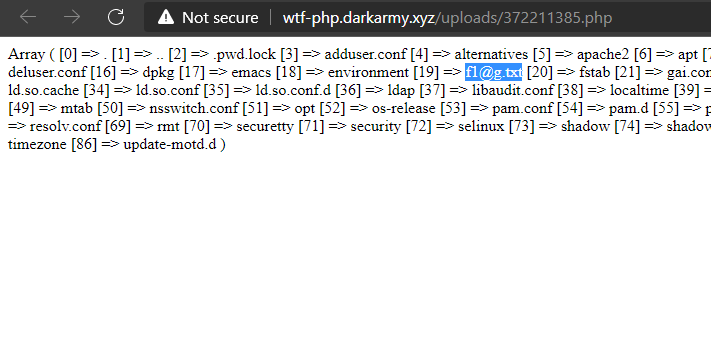 Not secure | wtf-php.darkarmy.xyz/uploads/372211385.php
Array ( [0] => . [1] => .. [2] => .pwd.lock [3] => adduser.conf [4] => alternatives [5] => apache2 [6] => apt
deluser.conf [16] => dpkg [17] => emacs [18] => environment [19] => f1@g.txt [20] => fstab [21] => gai.con
ld.so.cache [34] => ld.so.conf [35] => ld.so.conf.d [36] => ldap [37] => libaudit.conf [38] => localtime [39] =
[49] => mtab [50] => nsswitch.conf [51] => opt [52] => os-release [53] => pam.conf [54] => pam.d [55] => p
=> resolv.conf [69] => rmt [70] => securetty [71] => security [72] => selinux [73] => shadow [74] => shadow
timezone [86] => update-motd.d )